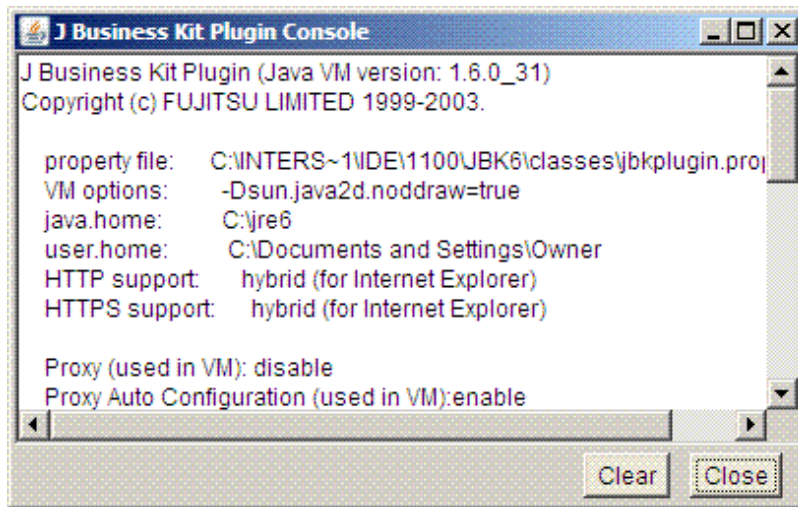 J Business Kit Plugin Console
J Business Kit Plugin (Java VM version: 1.6.0_31)
Copyright (c) FUJITSU LIMITED 1999-2003.
property file: C:\INTERS~1\IDE\1100\JBK6\classes\jbkplugin.prop
VM options: -Dsun.java2d.noddraw=true
java.home: C:\jre6
user.home: C:\Documents and Settings\Owner
HTTP support: hybrid (for Internet Explorer)
HTTPS support: hybrid (for Internet Explorer)
Proxy (used in VM): disable
Proxy Auto Configuration (used in VM):enable
Clear Close